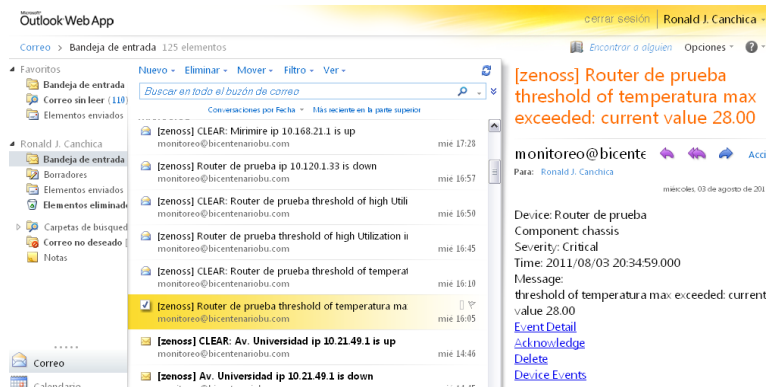 Microsoft
Outlook Web App
cerrar sesión
Ronald J. Canchica
Correo > Bandeja de entrada 125 elementos
Encontrar a alguien
Opciones
Favoritos
Bandeja de entrada
Correo sin leer (110)
Elementos enviados
Ronald J. Canchica
Bandeja de entrada
Borradores
Elementos enviados
Elementos eliminado
Carpetas de búsqued
Correo no deseado [
Notas
Correo
Calendario
Nuevo Eliminar Mover Filtro Ver
Buscar en todo el buzón de correo
Conversaciones por Fecha Más reciente en la parte superior
[zenoss] CLEAR: Mirimire ip 10.168.21.1 is up
monitoreo@bicentenariobu.com mié 17:28
[zenoss] Router de prueba ip 10.120.1.33 is down
monitoreo@bicentenariobu.com mié 16:57
[zenoss] CLEAR: Router de prueba threshold of high Utili
monitoreo@bicentenariobu.com mié 16:50
[zenoss] Router de prueba threshold of high Utilization i
monitoreo@bicentenariobu.com mié 16:45
[zenoss] CLEAR: Router de prueba threshold of temperat
monitoreo@bicentenariobu.com mié 16:10
[zenoss] Router de prueba threshold of temperatura ma
monitoreo@bicentenariobu.com mié 16:05
[zenoss] CLEAR: Av. Universidad ip 10.21.49.1 is up
monitoreo@bicentenariobu.com mié 14:46
[zenoss] Av. Universidad ip 10.21.49.1 is down
[zenoss] Router de prueba
threshold of temperatura max
exceeded: current value 28.00
monitoreo@bicente
Acci
Para: Ronald J. Canchica
miércoles, 03 de agosto de 201
Device: Router de prueba
Component: chassis
Severity: Critical
Time: 2011/08/03 20:34:59.000
Message:
threshold of temperatura max exceeded: current
value 28.00
Event Detail
Acknowledge
Delete
Device Events